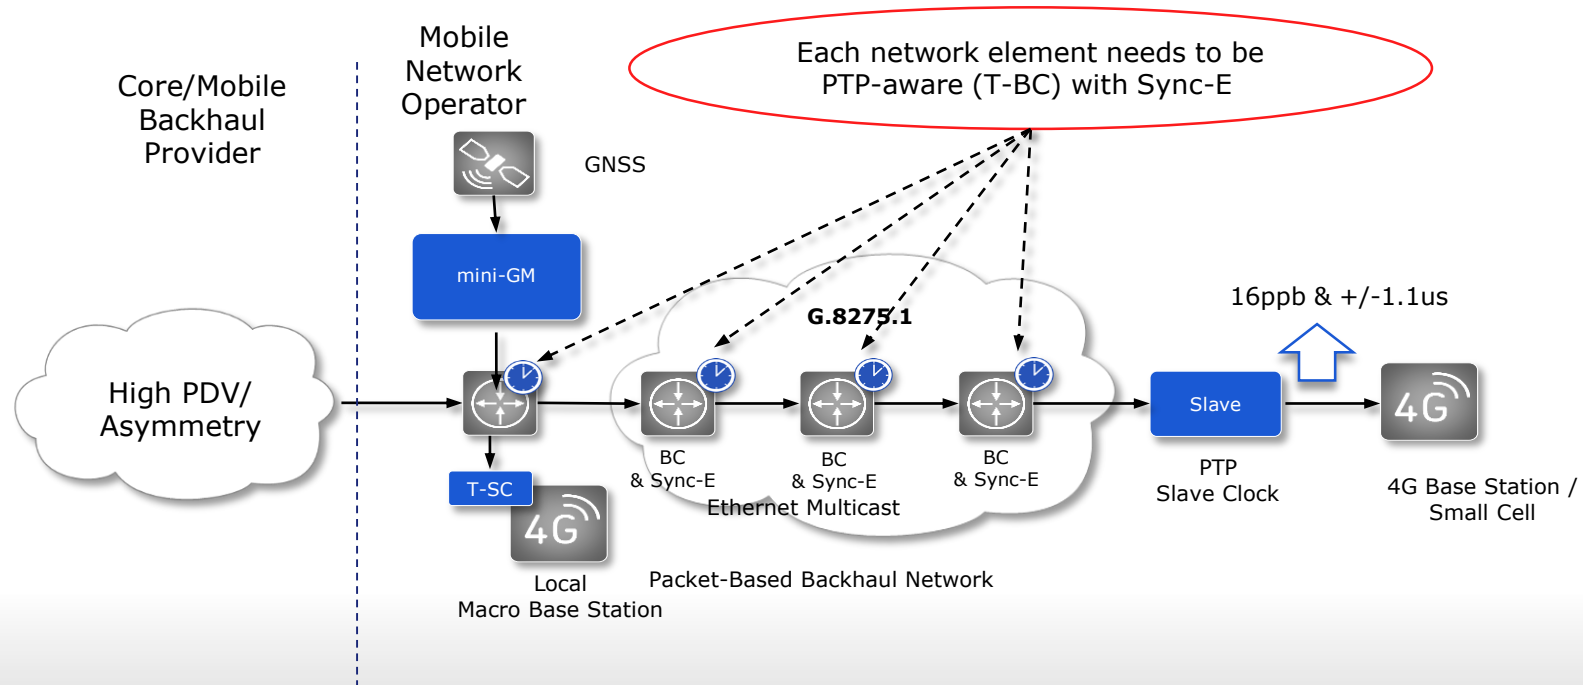 Mobile
Network
Operator
Each network element needs to be
PTP-aware (T-BC) with Sync-E
Core/Mobile
Backhaul
Provider
GNSS
mini-GM
G.8275.1
16ppb & +/-1.1us
High PDV/
Asymmetry
Slave
4G
BC
& Sync-E
BC
& Sync-E
BC
& Sync-E
Ethernet Multicast
PTP
Slave Clock
4G Base Station /
Small Cell
T-SC
4G
Local
Macro Base Station
Packet-Based Backhaul Network